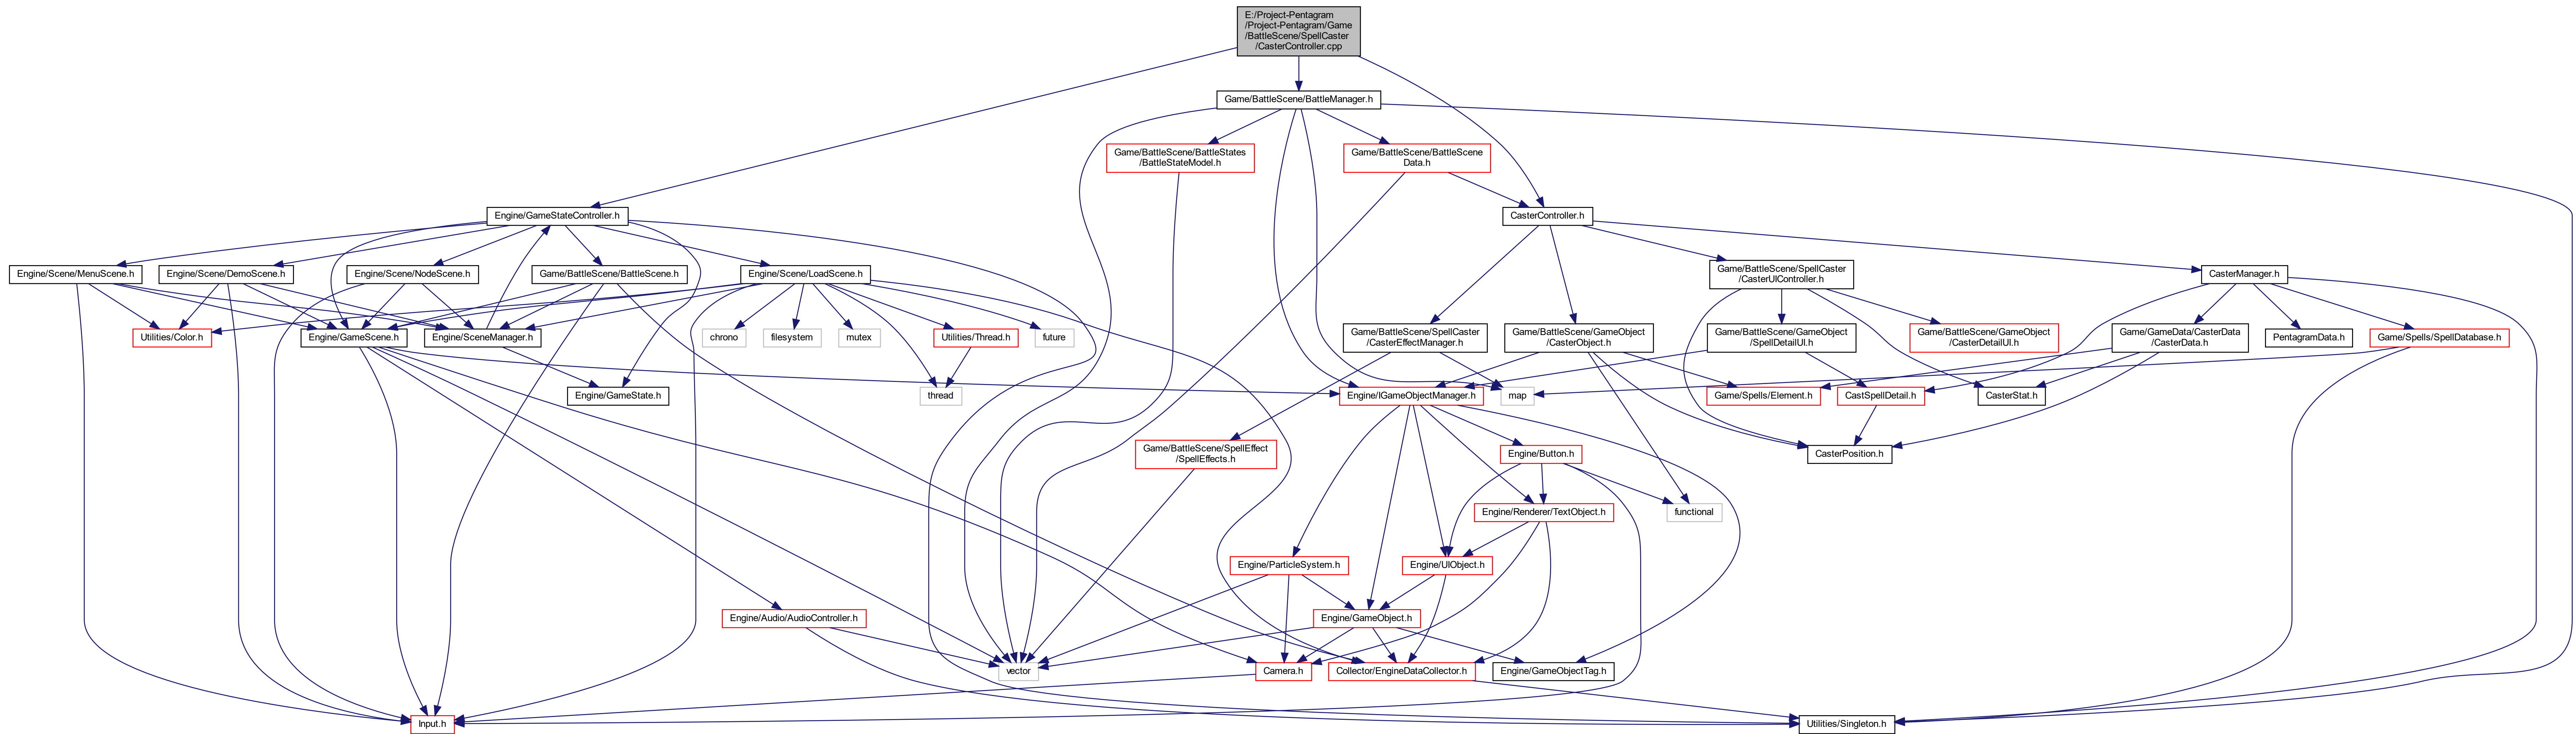 E:/Project-Pentagram
/Project-Pentagram/Game
/BattleScene/SpellCaster
/CasterController.cpp
Game/BattleScene/BattleManager.h
Game/BattleScene/BattleStates
/BattleStateModel.h
Game/BattleScene/BattleScene
Data.h
Engine/GameStateController.h
CasterController.h
Engine/Scene/MenuScene.h
Engine/Scene/DemoScene.h
Engine/Scene/NodeScene.h
Game/BattleScene/BattleScene.h
Engine/Scene/LoadScene.h
Game/BattleScene/SpellCaster
/CasterUIController.h
CasterManager.h
Utilities/Color.h
Engine/GameScene.h
Engine/SceneManager.h
chrono
filesystem
mutex
Utilities/Thread.h
future
Game/BattleScene/SpellCaster
/CasterEffectManager.h
Game/BattleScene/GameObject
/CasterObject.h
Game/BattleScene/GameObject
/SpellDetailUI.h
Game/BattleScene/GameObject
/CasterDetailUI.h
Game/GameData/CasterData
/CasterData.h
PentagramData.h
Game/Spells/SpellDatabase.h
Engine/GameState.h
thread
Engine/IGameObjectManager.h
map
Game/Spells/Element.h
CastSpellDetail.h
CasterStat.h
Game/BattleScene/SpellEffect
/SpellEffects.h
Engine/Button.h
CasterPosition.h
Engine/Renderer/TextObject.h
functional
Engine/ParticleSystem.h
Engine/UIObject.h
Engine/Audio/AudioController.h
Engine/GameObject.h
vector
Camera.h
Collector/EngineDataCollector.h
Engine/GameObjectTag.h
Input.h
Utilities/Singleton.h